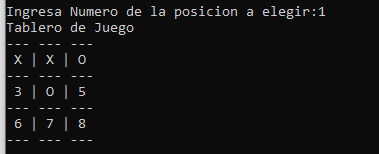 Ingresa Numero de la posicion a elegir:1
Tablero de Juego
--- --- ---
 X | X | O
--- --- ---
 3 | O | 5
--- --- ---
 6 | 7 | 8
--- --- ---